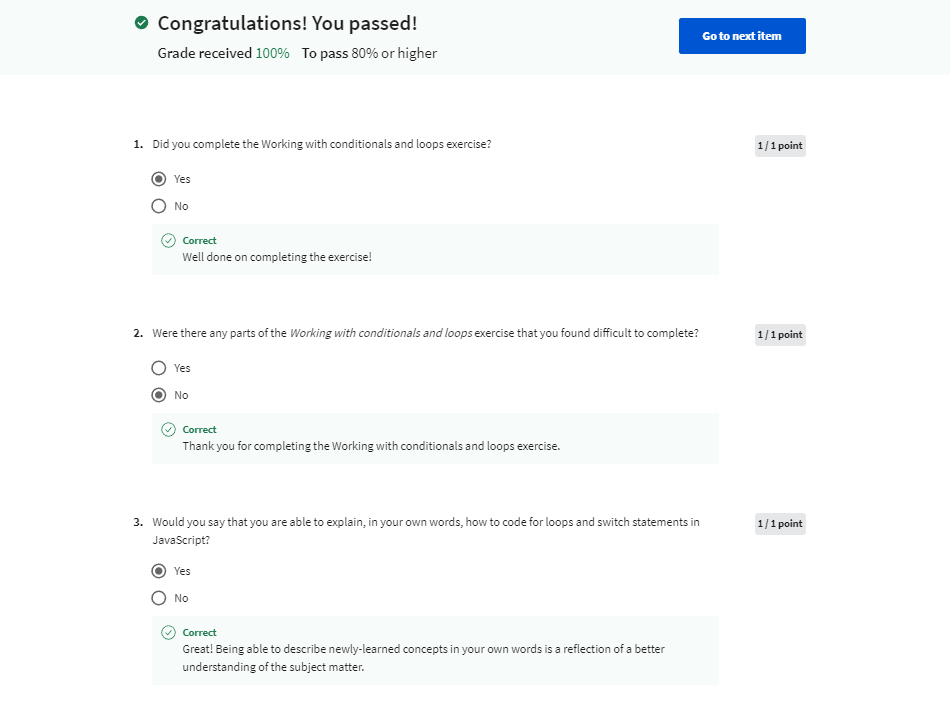 Congratulations! You passed!
Go to next item
Grade received 100% To pass 80% or higher
1. Did you complete the Working with conditionals and loops exercise?
1 / 1 point
Yes
No
Correct
Well done on completing the exercise!
2. Were there any parts of the Working with conditionals and loops exercise that you found difficult to complete?
1 / 1 point
Yes
No
Correct
Thank you for completing the Working with conditionals and loops exercise.
3. Would you say that you are able to explain, in your own words, how to code for loops and switch statements in
1 / 1 point
JavaScript?
Yes
No
Correct
Great! Being able to describe newly-learned concepts in your own words is a reflection of a better
understanding of the subject matter.